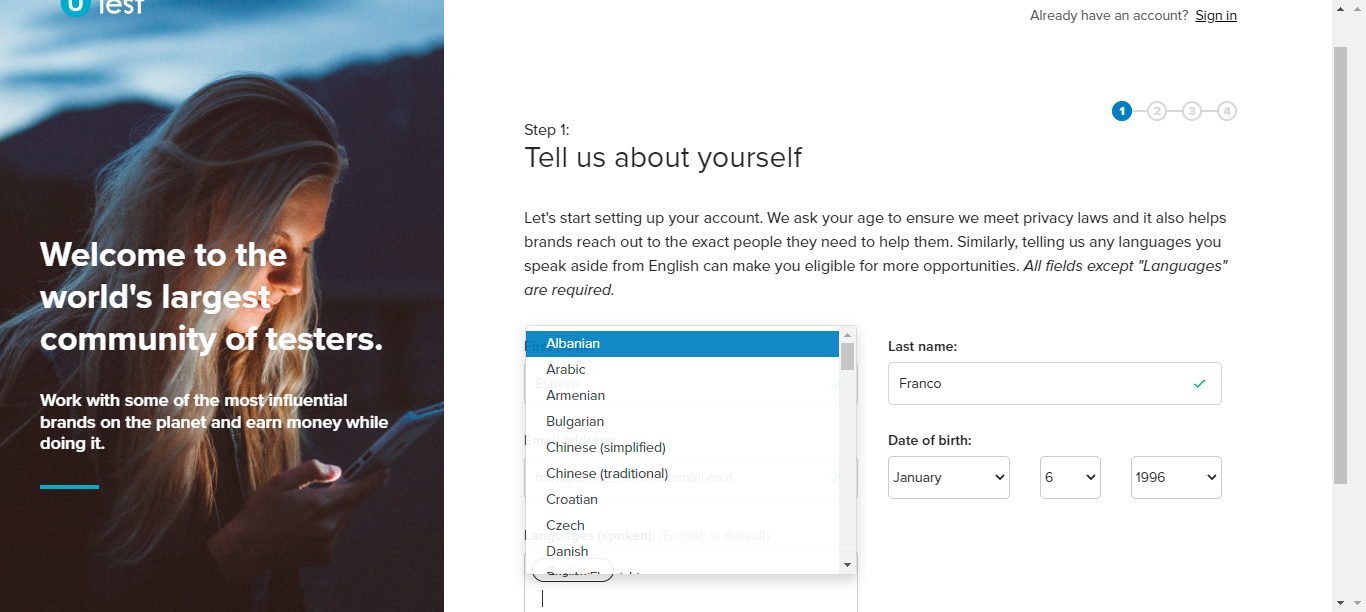 Test
Already have an account? Sign in
1 2 3 4
Step 1:
Tell us about yourself
Let's start setting up your account. We ask your age to ensure we meet privacy laws and it also helps
brands reach out to the exact people they need to help them. Similarly, telling us any languages you
speak aside from English can make you eligible for more opportunities. All fields except "Languages"
are required.
Welcome to the
world's largest
community of testers.
Work with some of the most influential
brands on the planet and earn money while
doing it.
Albanian
Arabic
Armenian
Bulgarian
Chinese (simplified)
Chinese (traditional)
Croatian
Czech
Danish
Estiven
Languages (spoken): (English is default)
Last name:
Franco
Date of birth:
January 6 1996